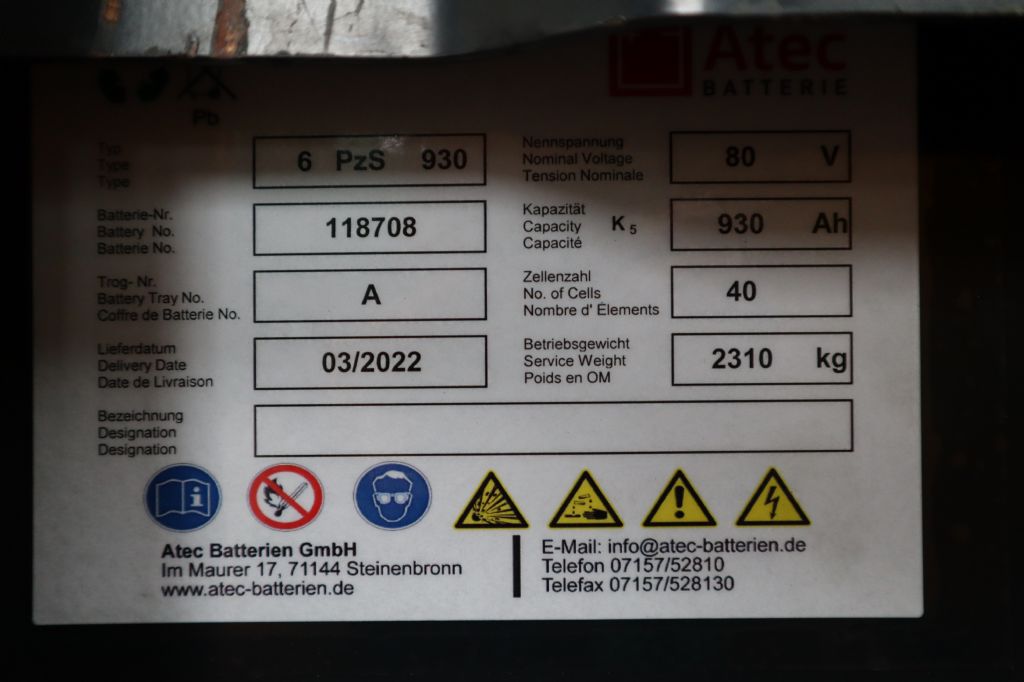 Atec
BATTERIE
Pb
Typ
Type
Type
6 PzS 930
Nennspannung
Nominal Voltage
Tension Nominale
80 V
Batterie-Nr.
Battery No.
Batterie No.
118708
Kapazität
Capacity
Capacité
K5
930 Ah
Trog- Nr.
Battery Tray No.
Coffre de Batterie No.
A
Zellenzahl
No. of Cells
Nombre d' Élements
40
Lieferdatum
Delivery Date
Date de Livraison
03/2022
Betriebsgewicht
Service Weight
Poids en OM
2310 kg
Bezeichnung
Designation
Designation
Atec Batterien GmbH
Im Maurer 17, 71144 Steinenbronn
www.atec-batterien.de
E-Mail: info@atec-batterien.de
Telefon 07157/52810
Telefax 07157/528130